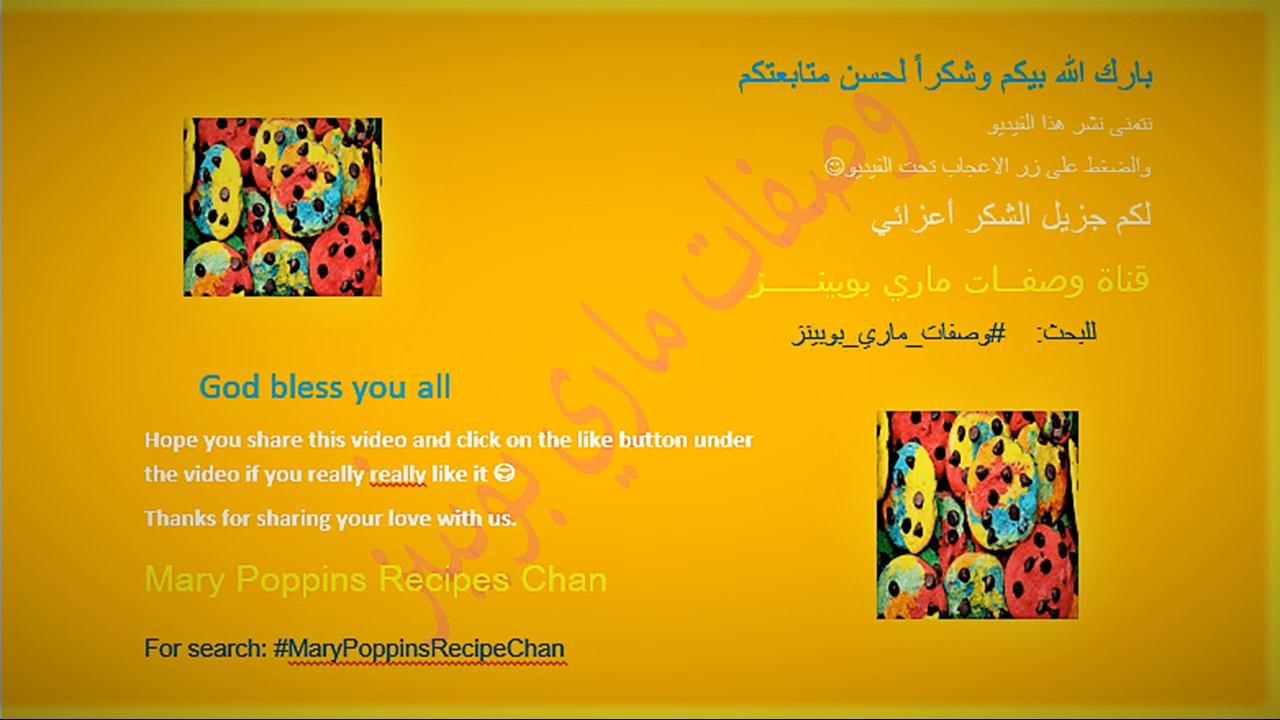 بارك الله بيكم وشكراً لحسن متابعتكم
نتمنى نشر هذا الفيديو
والضغط على زر الاعجاب تحت الفيديو☺
لكم جزيل الشكر أعزائي
قناة وصفــات ماري بوبينـــــز
للبحث: #وصفات_ماري_بوبينز
وصفات ماري بوبينز
God bless you all
Hope you share this video and click on the like button under
the video if you really really like it 😎
Thanks for sharing your love with us.
Mary Poppins Recipes Chan
For search: #MaryPoppinsRecipeChan